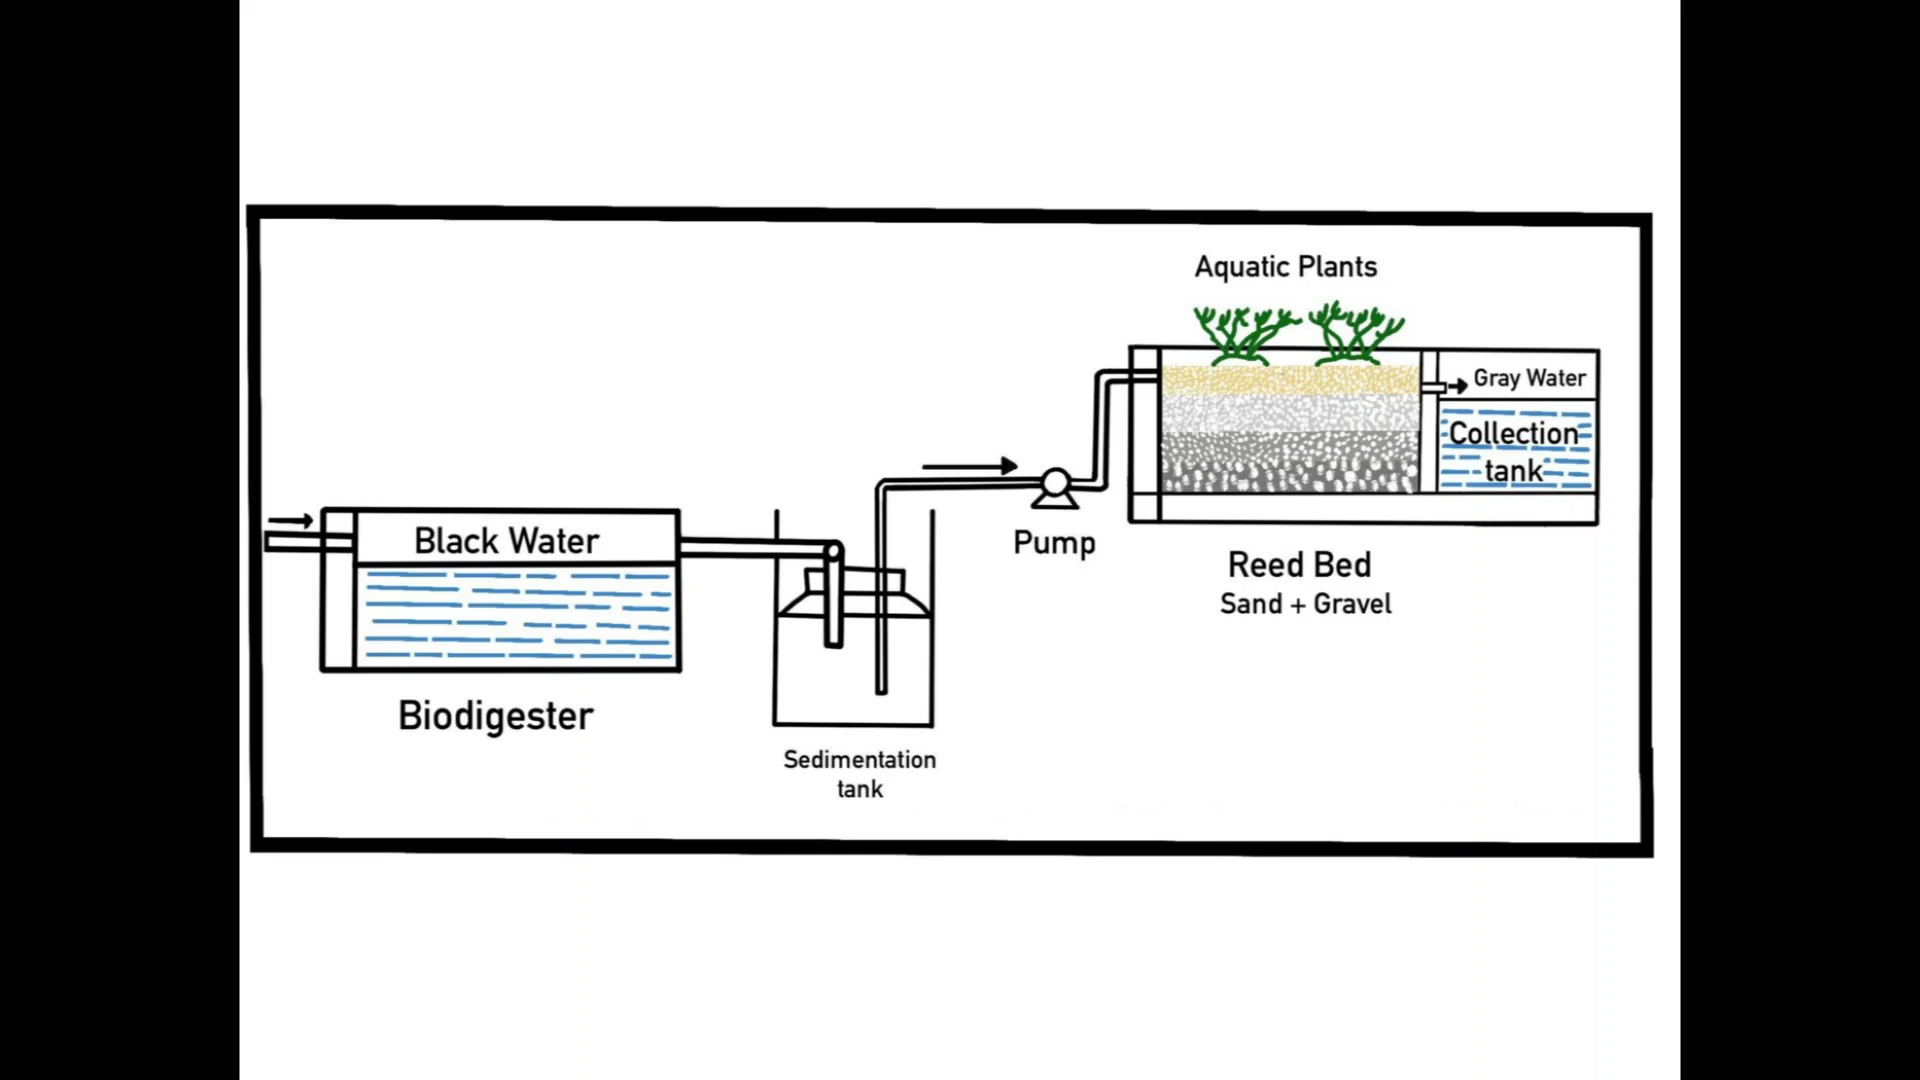 Aquatic Plants
Gray Water
Collection
tank
Black Water
Pump
Reed Bed
Sand + Gravel
Biodigester
Sedimentation
tank